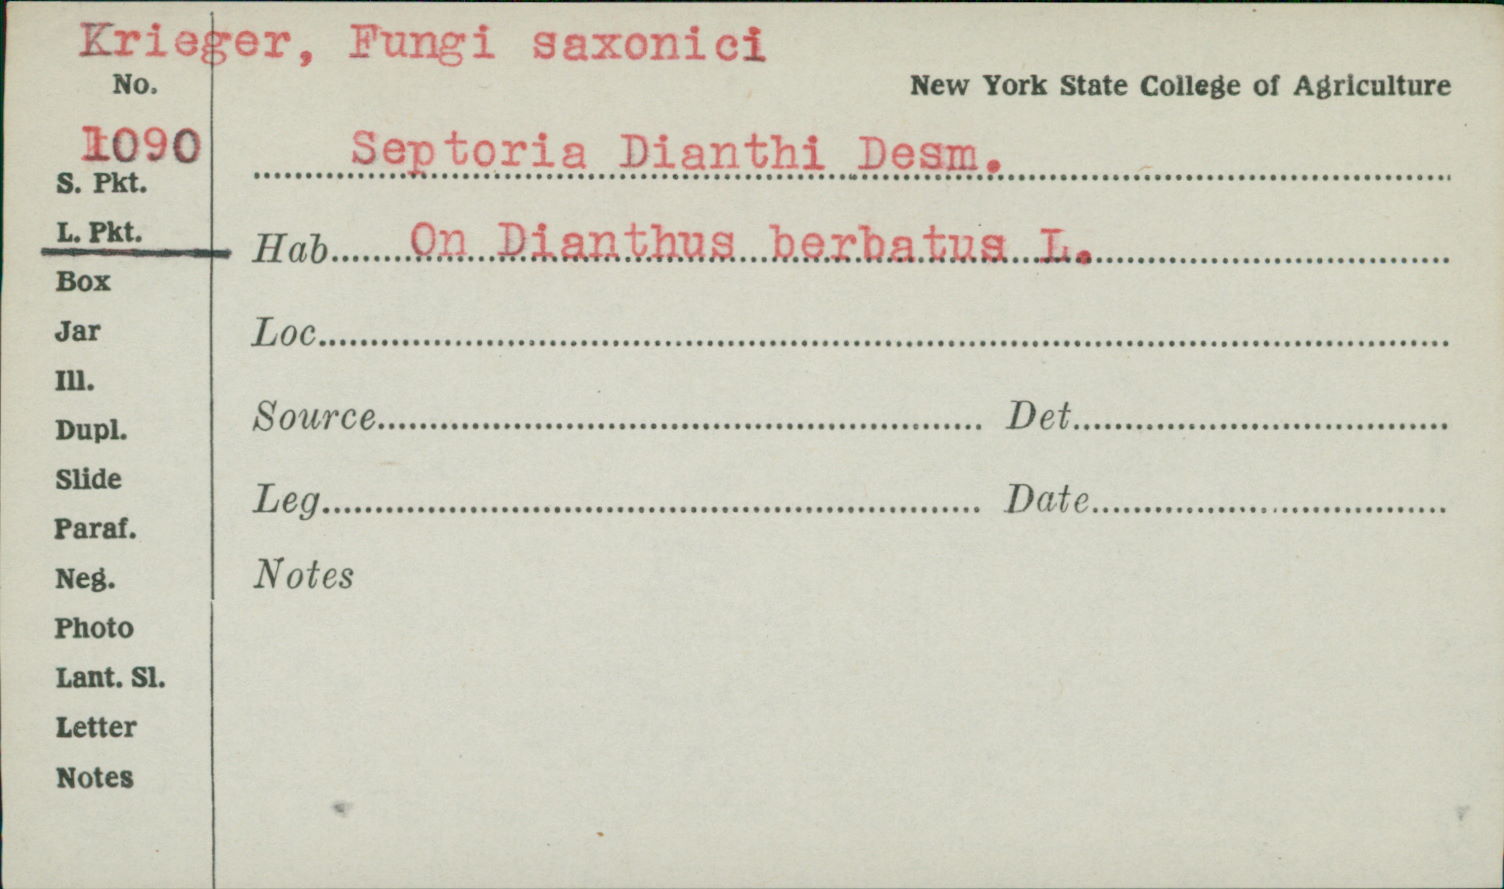 Krieger, Fungi saxonici
No.
New York State College of Agriculture
1090
Septoria Dianthi Desm.
S. Pkt.
L. Pkt.
Hab. On Dianthus berbatus L.
Box
Jar
Loc.
Ill.
Source Det.
Dupl.
Slide
Leg. Date
Paraf.
Neg.
Notes
Photo
Lant. Sl.
Letter
Notes